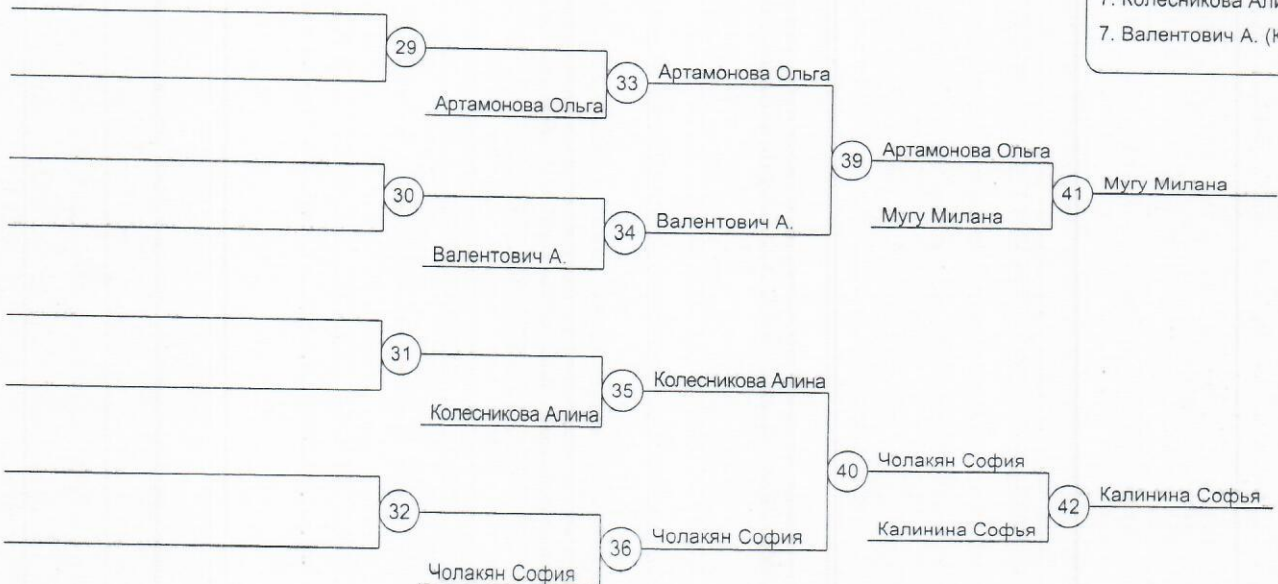 7. Колесникова
7. Валентович А.
29
33
Артамонова Ольга
Артамонова Ольга
39
Артамонова Ольга
41
Мугу Милана
Мугу Милана
30
34
Валентович А.
Валентович А.
31
35
Колесникова Алина
Колесникова Алина
40
Чолакян София
42
Калинина Софья
Калинина Софья
32
36
Чолакян София
Чолакян София